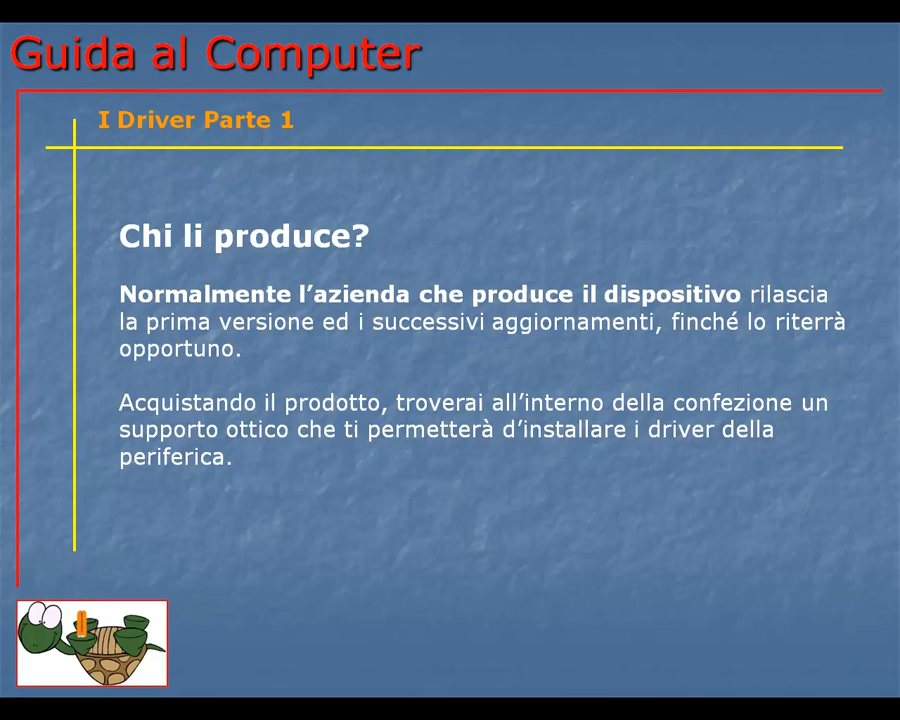 Guida al Computer
I Driver Parte 1
Chi li produce?
Normalmente l’azienda che produce il dispositivo rilascia
la prima versione ed i successivi aggiornamenti, finché lo riterrà
opportuno.
Acquistando il prodotto, troverai all’interno della confezione un
supporto ottico che ti permetterà d’installare i driver della
periferica.